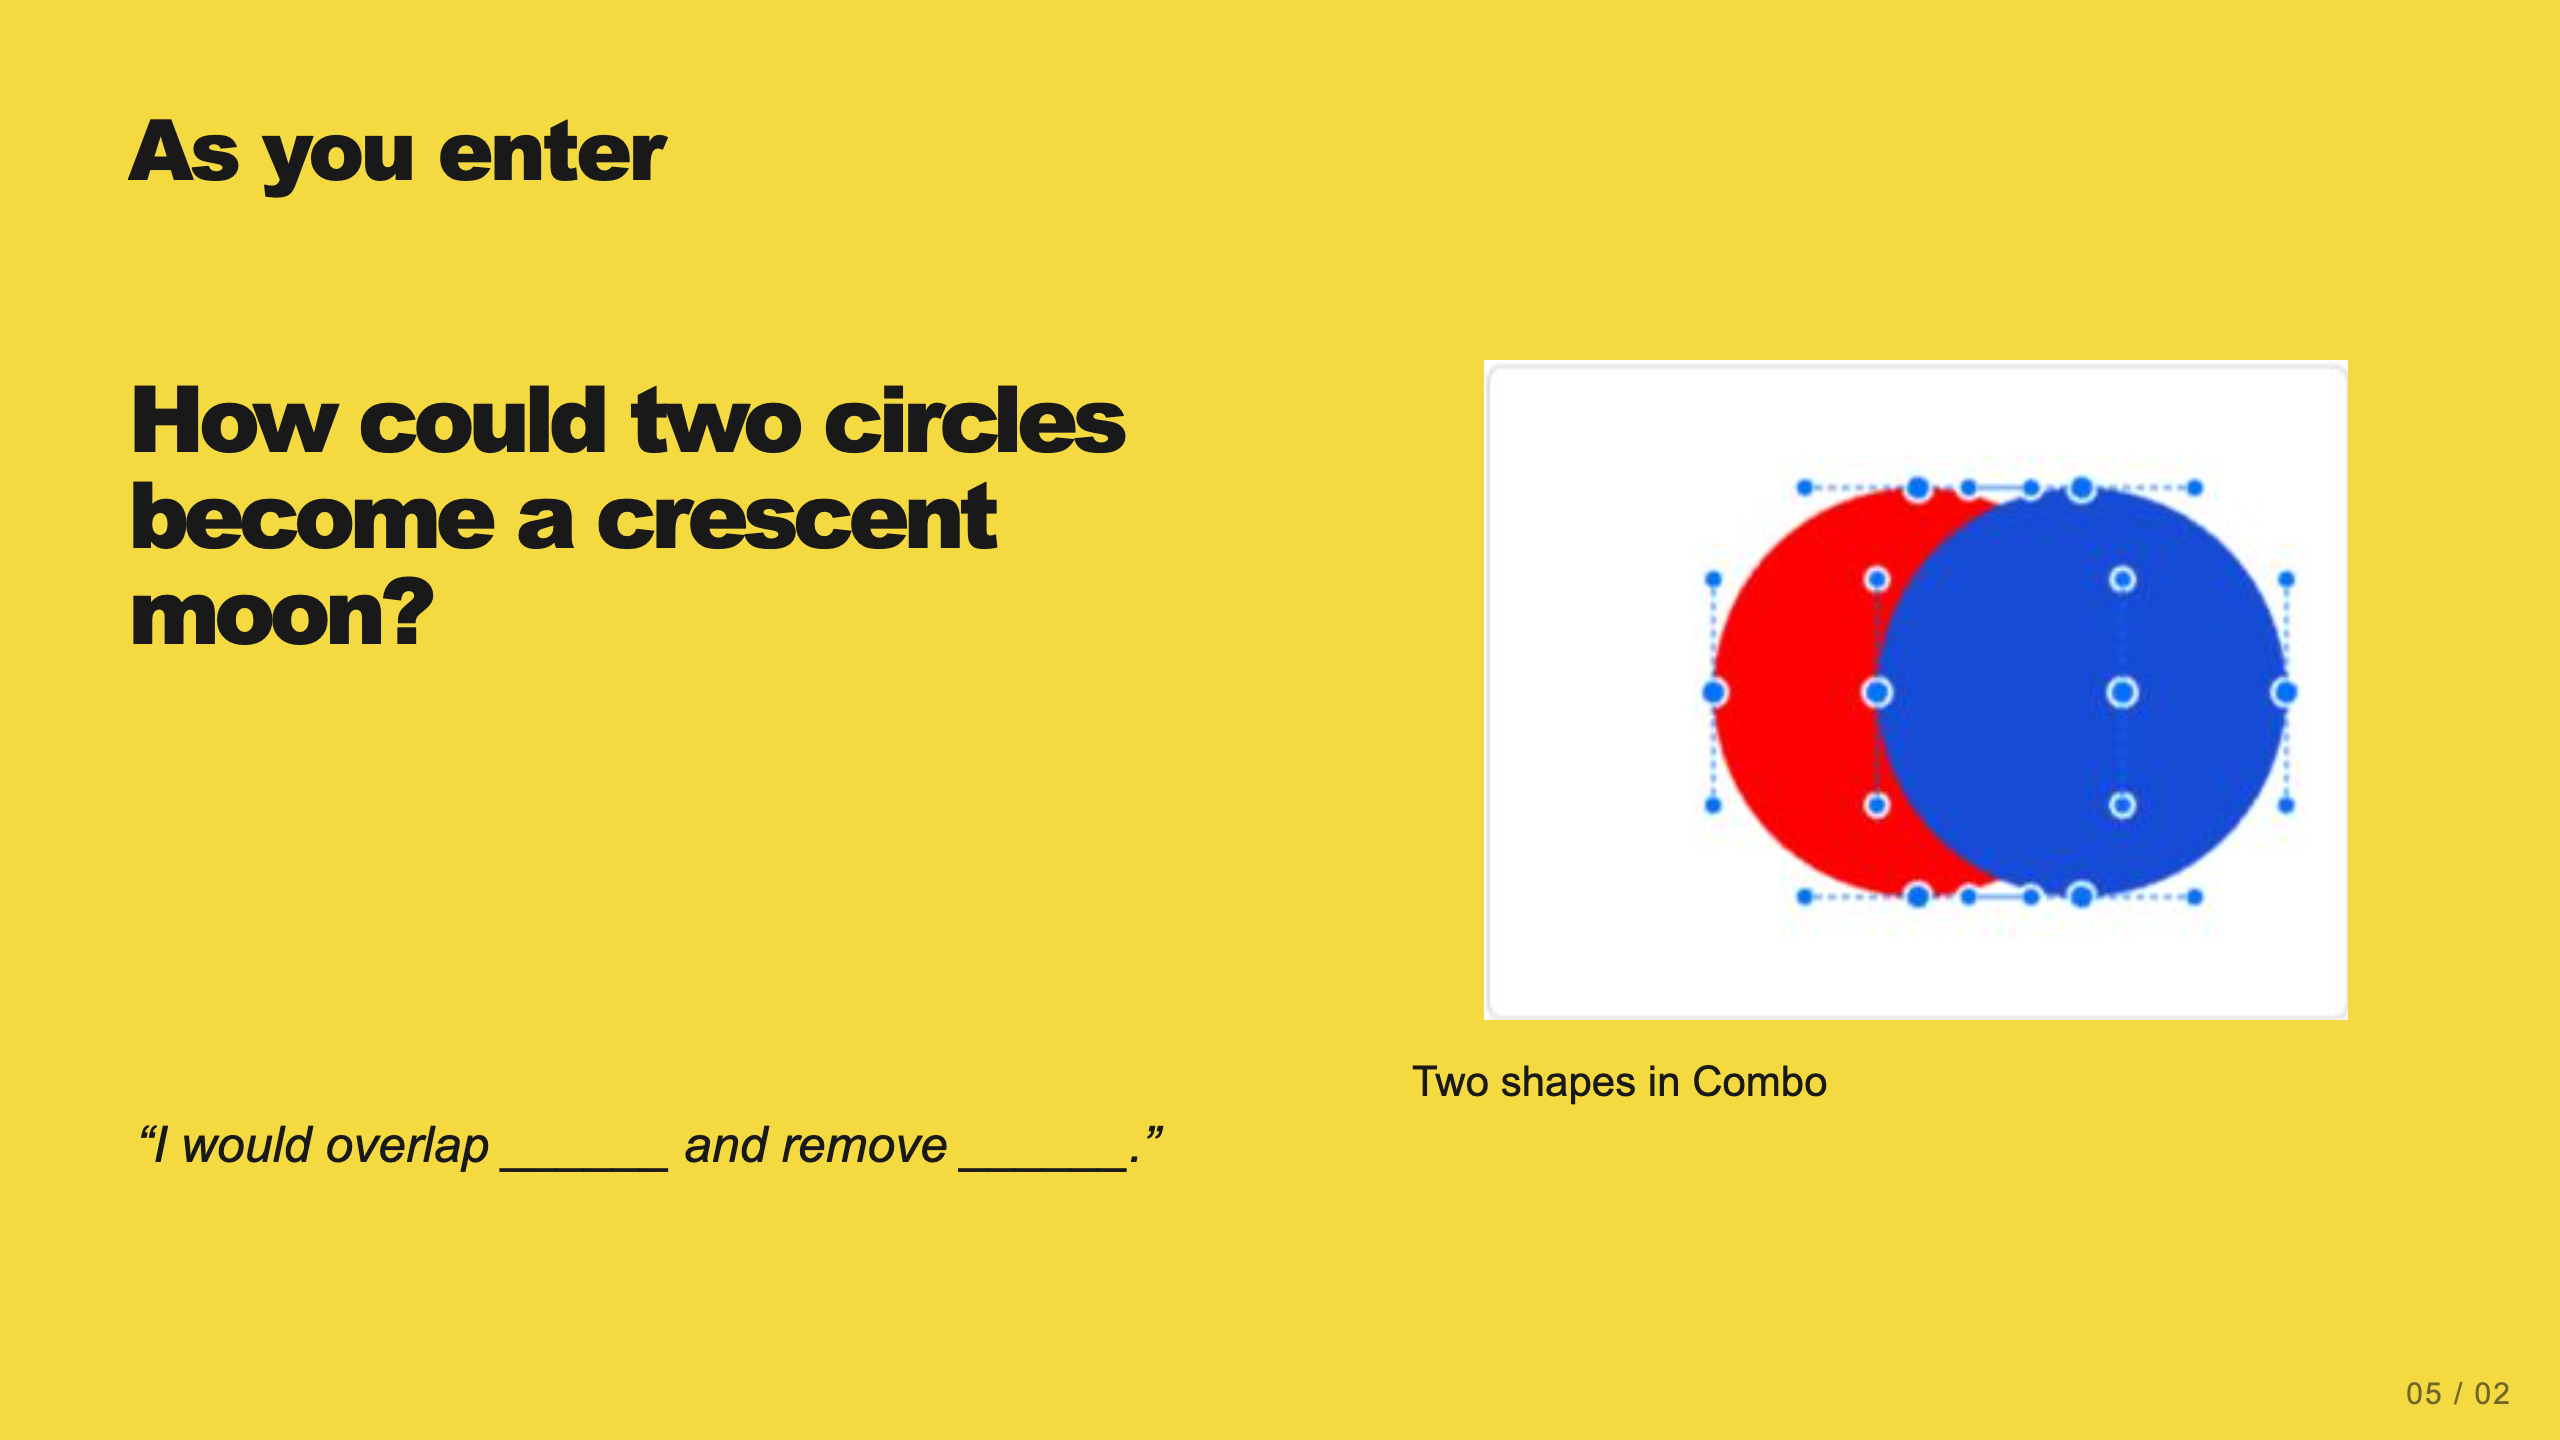 As you enter
How could two circles
become a crescent
moon?
“I would overlap ______ and remove ______.”
Two shapes in Combo
05 / 02